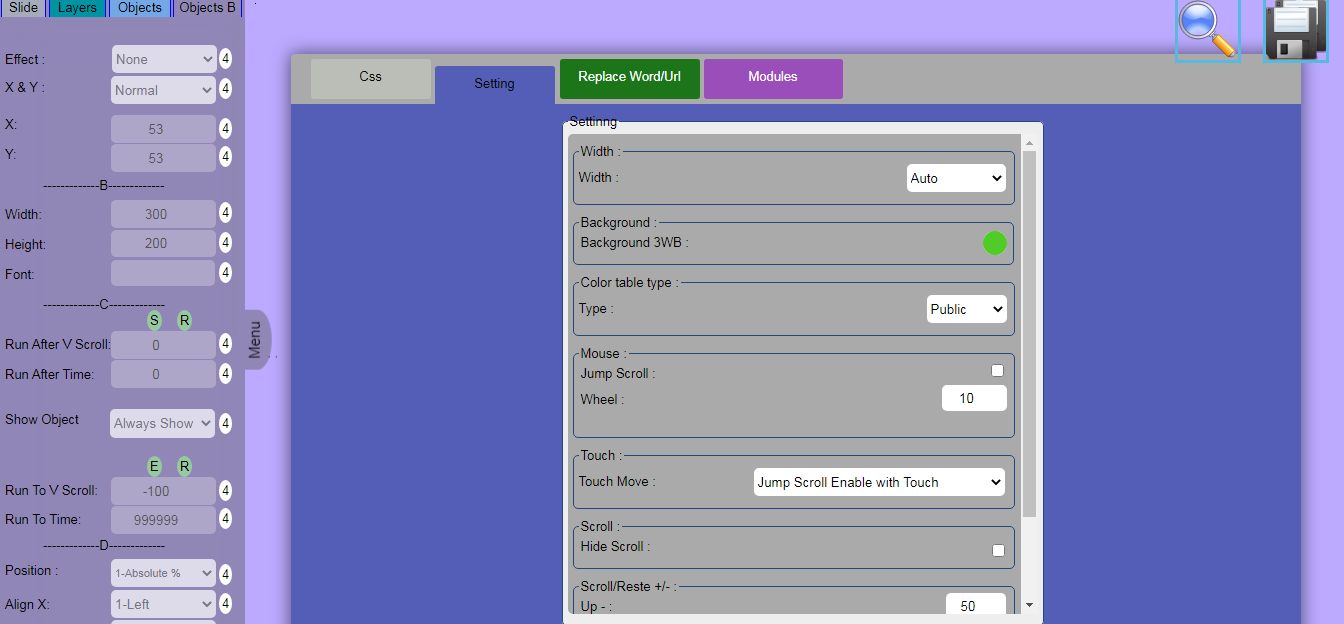 Slide Layers Objects Objects B
Effect : None 4
X & Y : Normal 4
X: 53 4
Y: 53 4
-------------B-------------
Width: 300 4
Height: 200 4
Font: 4
-------------C-------------
S R
Run After V Scroll: 0 4
Run After Time: 0 4
Show Object Always Show 4
E R
Run To V Scroll: -100 4
Run To Time: 999999 4
-------------D-------------
Position : 1-Absolute % 4
Align X: 1-Left 4
Menu
Css Setting Replace Word/Url Modules
Settinng
Width :
Width : Auto
Background :
Background 3WB :
Color table type :
Type : Public
Mouse :
Jump Scroll :
Wheel : 10
Touch :
Touch Move : Jump Scroll Enable with Touch
Scroll :
Hide Scroll :
Scroll/Reste +/- :
Up - : 50